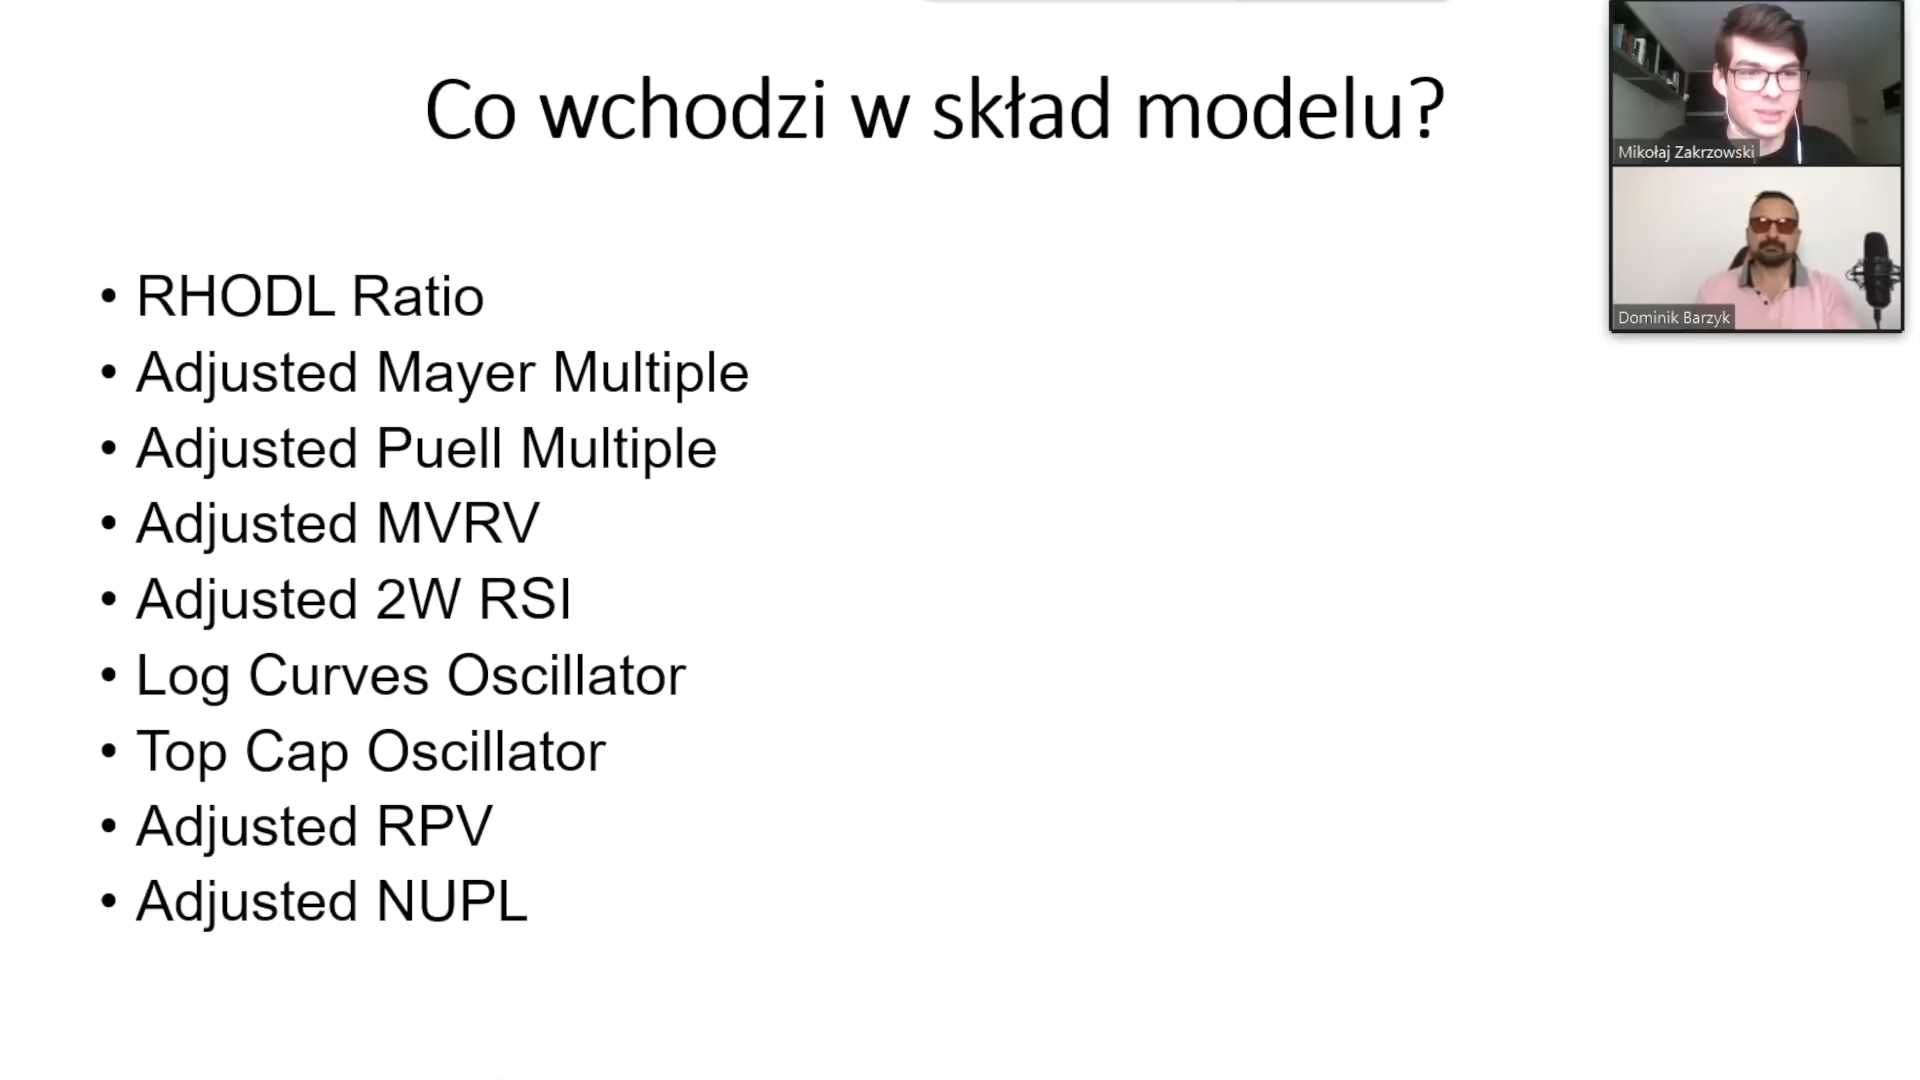 Co wchodzi w skład modelu?
Mikołaj Zakrzowski
Dominik Barzyk
• RHODL Ratio
• Adjusted Mayer Multiple
• Adjusted Puell Multiple
• Adjusted MVRV
• Adjusted 2W RSI
• Log Curves Oscillator
• Top Cap Oscillator
• Adjusted RPV
• Adjusted NUPL